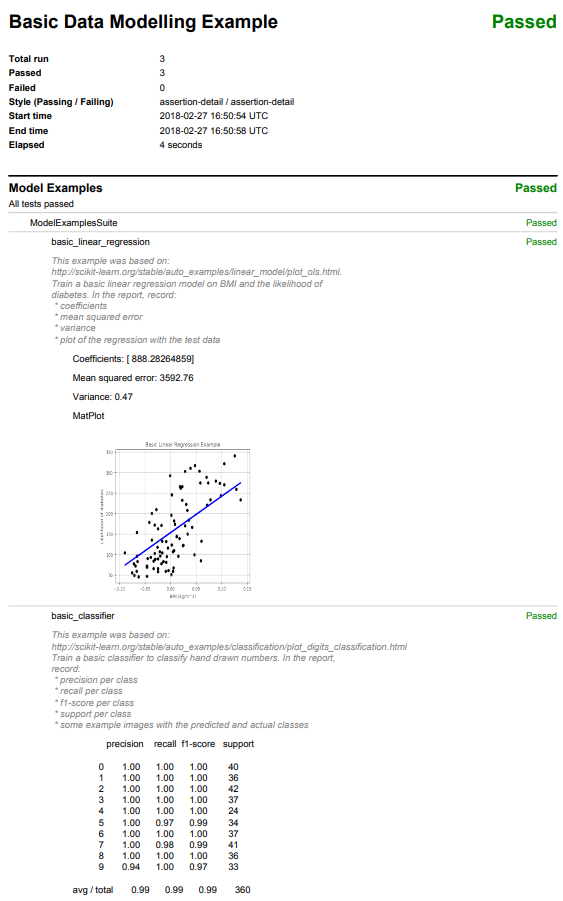 Basic Data Modelling Example Passed
Total run 3
Passed 3
Failed 0
Style (Passing / Failing) assertion-detail / assertion-detail
Start time 2018-02-27 16:50:54 UTC
End time 2018-02-27 16:50:58 UTC
Elapsed 4 seconds
Model Examples Passed
All tests passed
ModelExamplesSuite Passed
basic_linear_regression Passed
This example was based on:
http://scikit-learn.org/stable/auto_examples/linear_model/plot_ols.html.
Train a basic linear regression model on BMI and the likelihood of
diabetes. In the report, record:
* coefficients
* mean squared error
* variance
* plot of the regression with the test data
Coefficients: [ 888.28264859]
Mean squared error: 3592.76
Variance: 0.47
MatPlot
Basic Linear Regression Example
350
300
250
200
150
100
50
Likelihood of diabetes
-0.10 -0.05 0.00 0.05 0.10 0.15
BMI (kg/m^2)
basic_classifier Passed
This example was based on:
http://scikit-learn.org/stable/auto_examples/classification/plot_digits_classification.html
Train a basic classifier to classify hand drawn numbers. In the report,
record:
* precision per class
* recall per class
* f1-score per class
* support per class
* some example images with the predicted and actual classes
precision recall f1-score support
0 1.00 1.00 1.00 40
1 1.00 1.00 1.00 36
2 1.00 1.00 1.00 42
3 1.00 1.00 1.00 37
4 1.00 1.00 1.00 24
5 1.00 0.97 0.99 34
6 1.00 1.00 1.00 37
7 1.00 0.98 0.99 41
8 1.00 1.00 1.00 36
9 0.94 1.00 0.97 33
avg / total 0.99 0.99 0.99 360